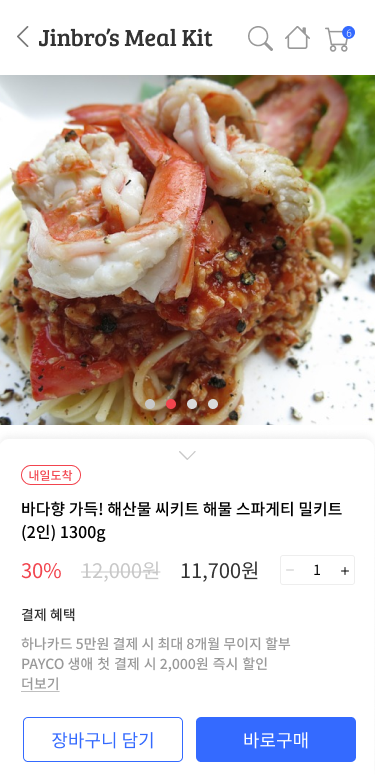 Jinbro's Meal Kit
6
내일도착
바다향 가득! 해산물 씨키트 해물 스파게티 밀키트
(2인) 1300g
30% 12,000원 11,700원 − 1 +
결제 혜택
하나카드 5만원 결제 시 최대 8개월 무이지 할부
PAYCO 생애 첫 결제 시 2,000원 즉시 할인
더보기
장바구니 담기 바로구매